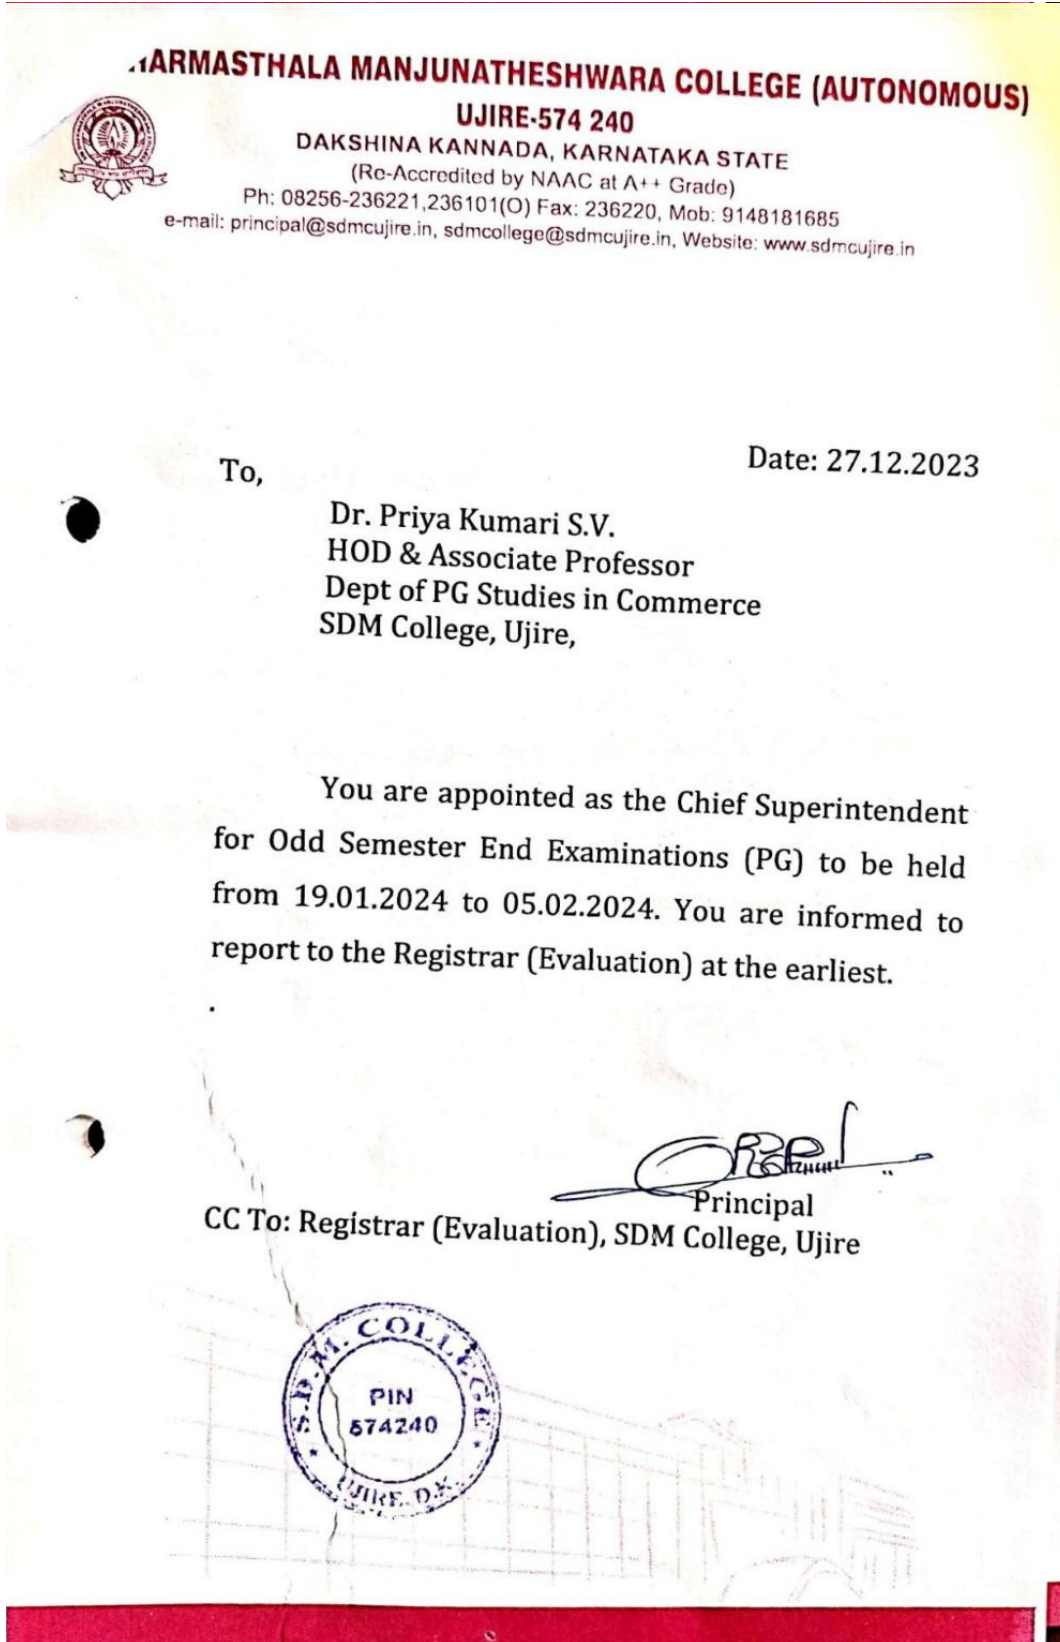 MANJUNATHESHWARA COLLEGE (AUTONOMOUS)
UJIRE-574 240
DAKSHINA KANNADA, KARNATAKA STATE
(Re-Accredited by NAAC at A++ Grade)
Ph: 08256-236221,236101(O) Fax: 236220, Mob: 9148181685
e-mail: principal@sdmcujire.in, sdmcollege@sdmcujire.in, Website: www.sdmcujire.in
Date: 27.12.2023
To,
Dr. Priya Kumari S.V.
HOD & Associate Professor
Dept of PG Studies in Commerce
SDM College, Ujire,
You are appointed as the Chief Superintendent
for Odd Semester End Examinations (PG) to be held
from 19.01.2024 to 05.02.2024. You are informed to
report to the Registrar (Evaluation) at the earliest.
.
Principal
CC To: Registrar (Evaluation), SDM College, Ujire
S.D.M. COLLEGE
PIN
574240
UJIRE. D.K.